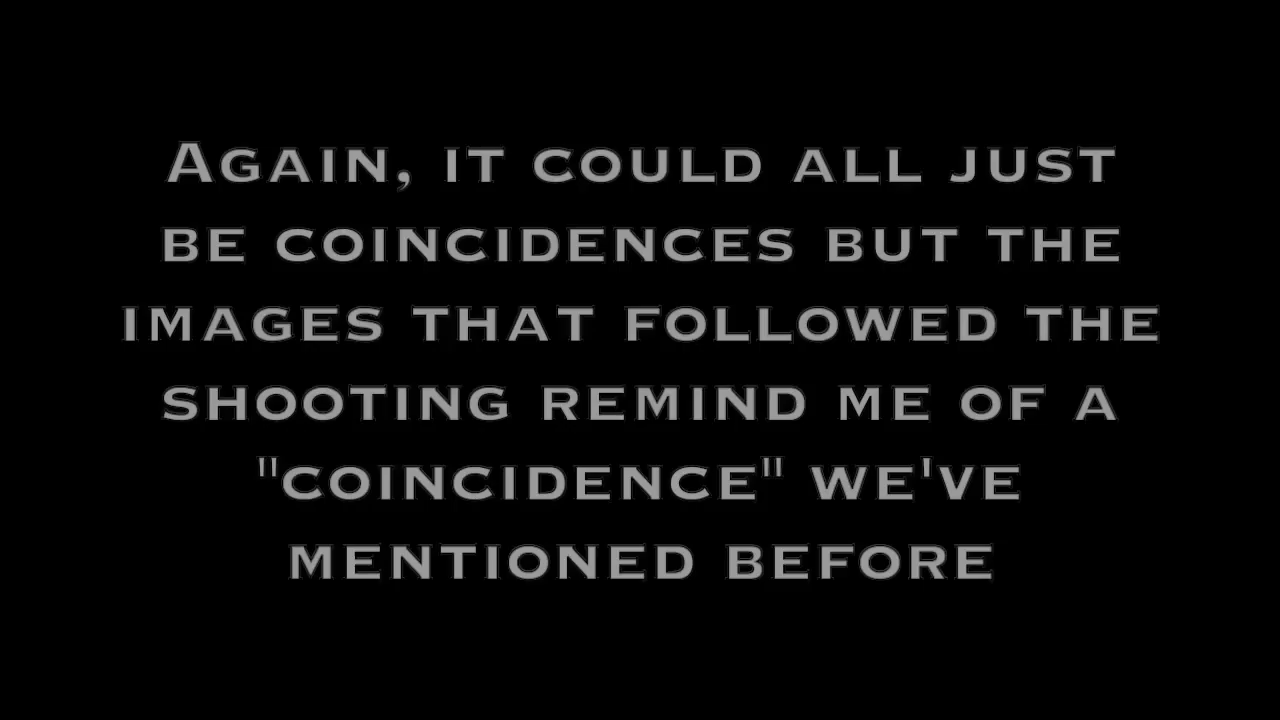 Again, it could all just
be coincidences but the
images that followed the
shooting remind me of a
"coincidence" we've
mentioned before